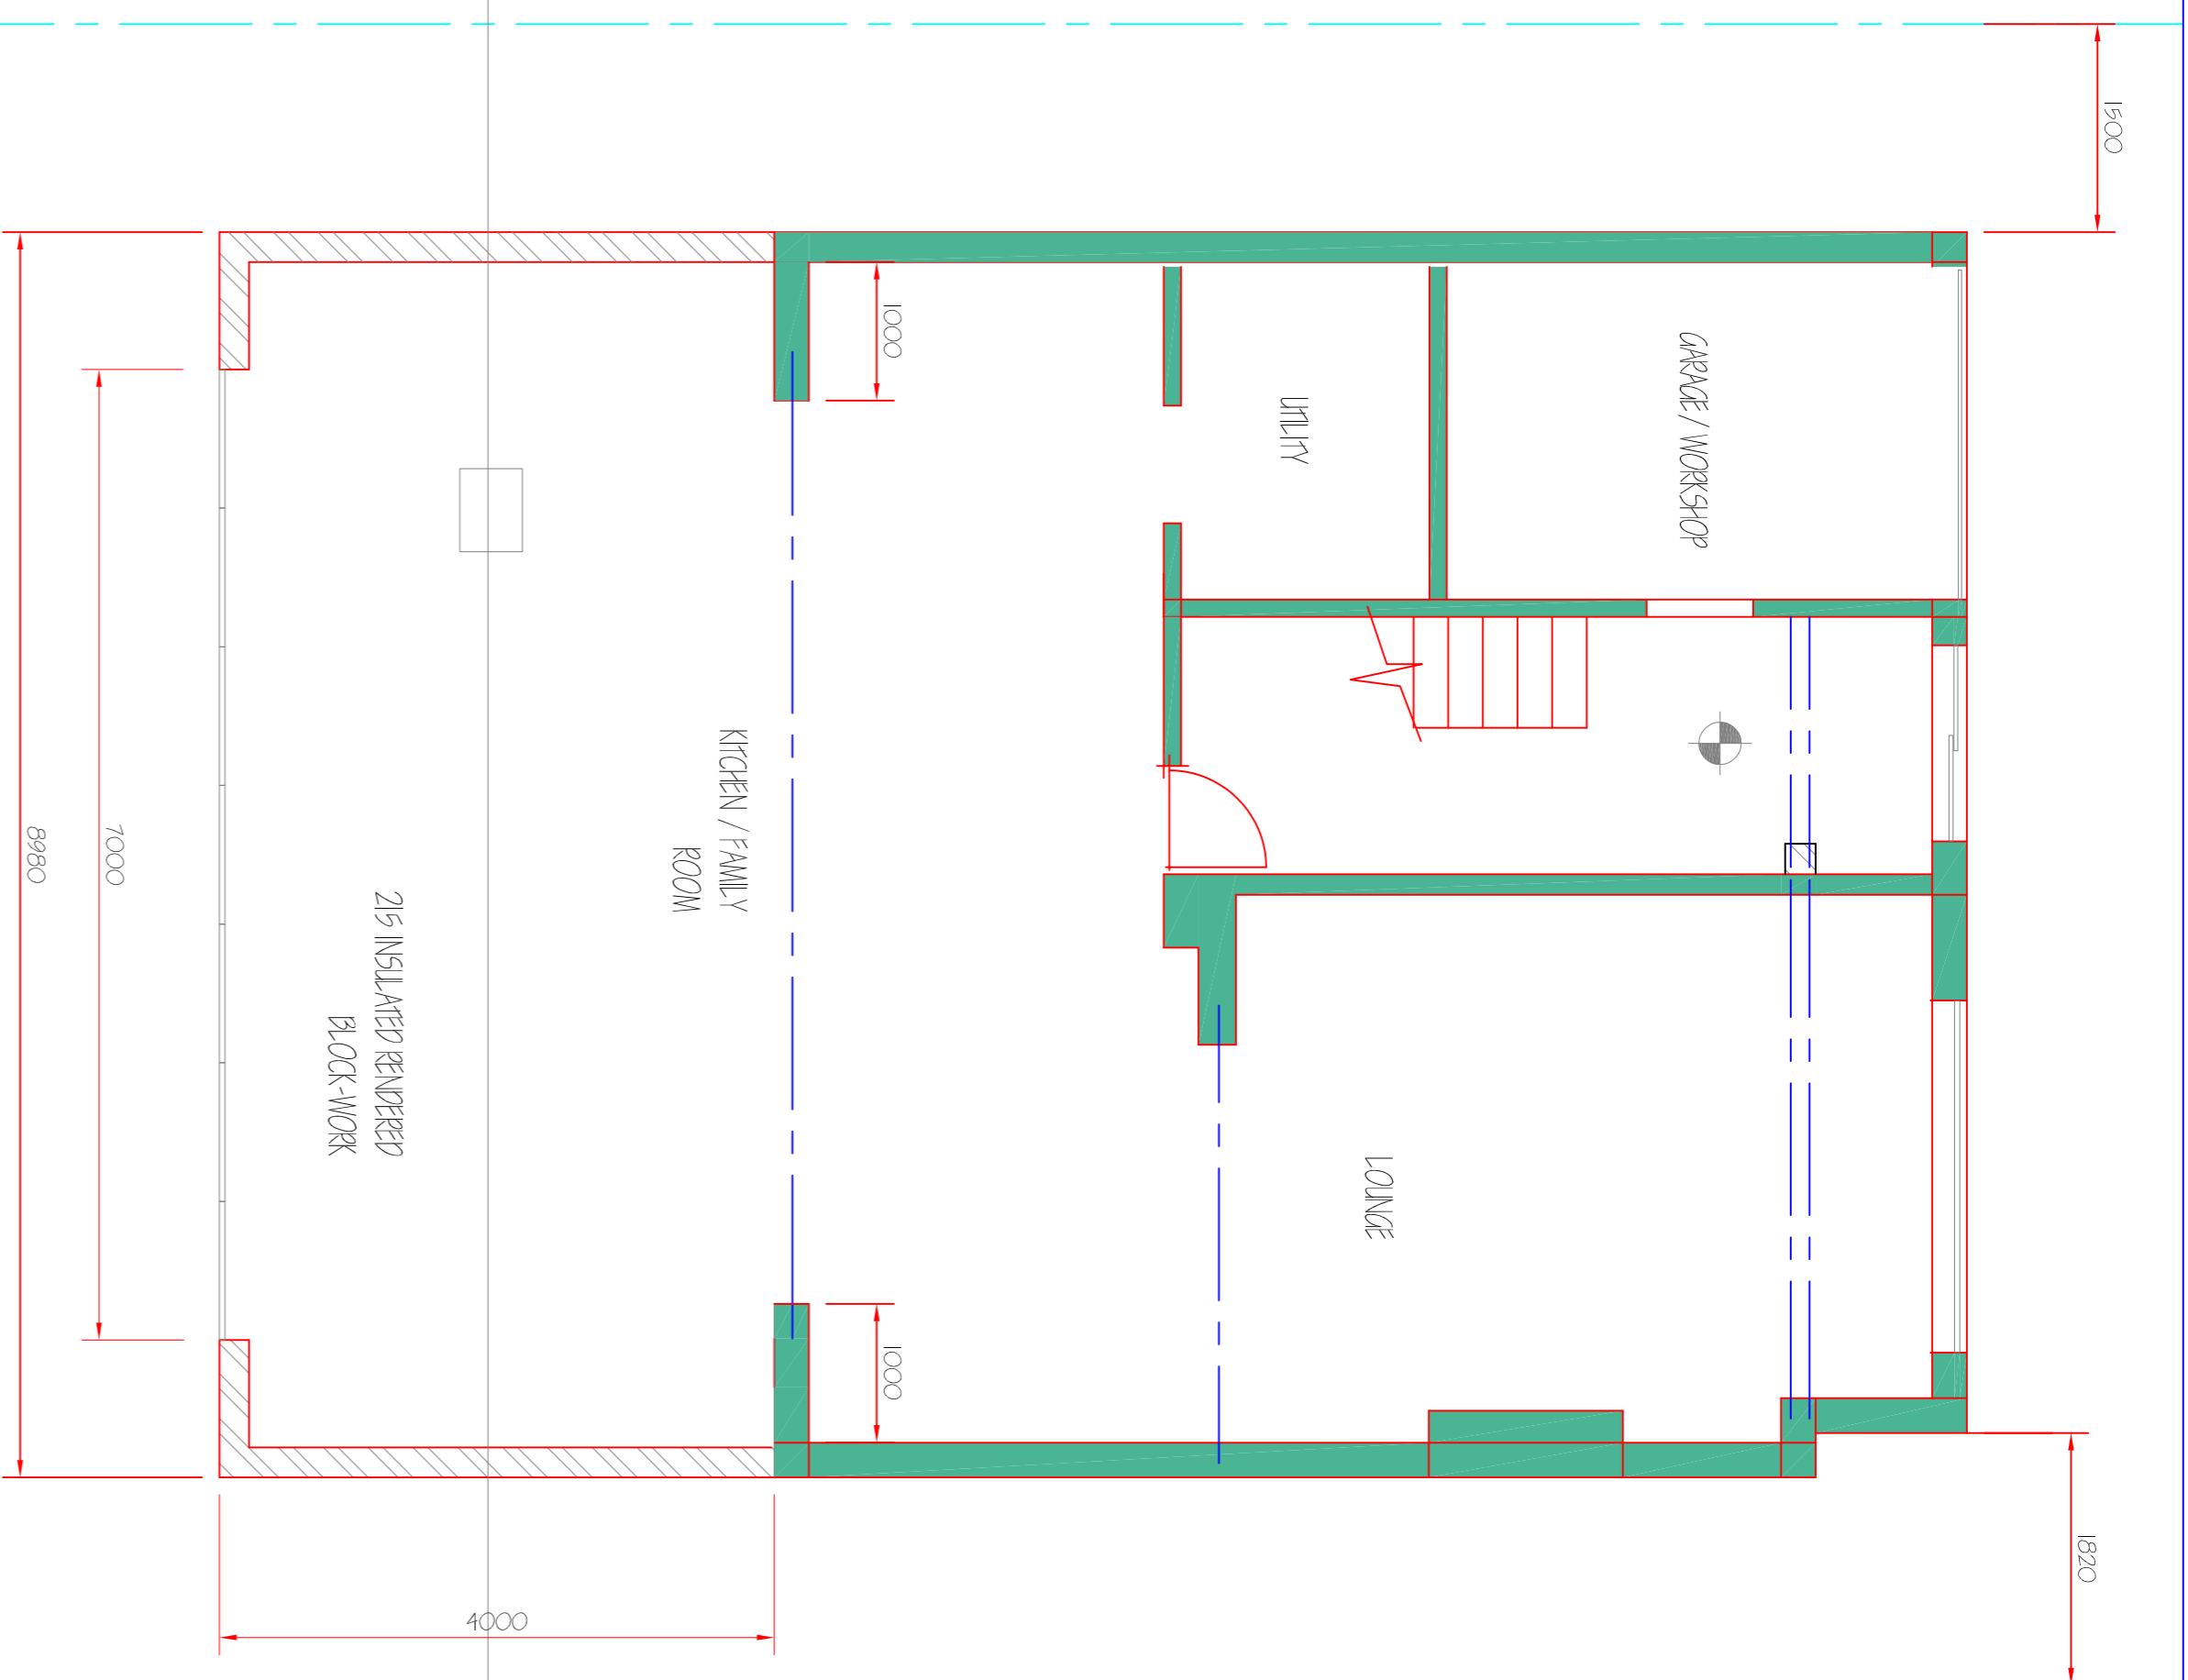 1500
1000
GARAGE / WORKSHOP
UTILITY
KITCHEN / FAMILY
ROOM
215 INSULATED RENDERED
BLOCK-WORK
7000
8980
LOUNGE
1000
1820
4000